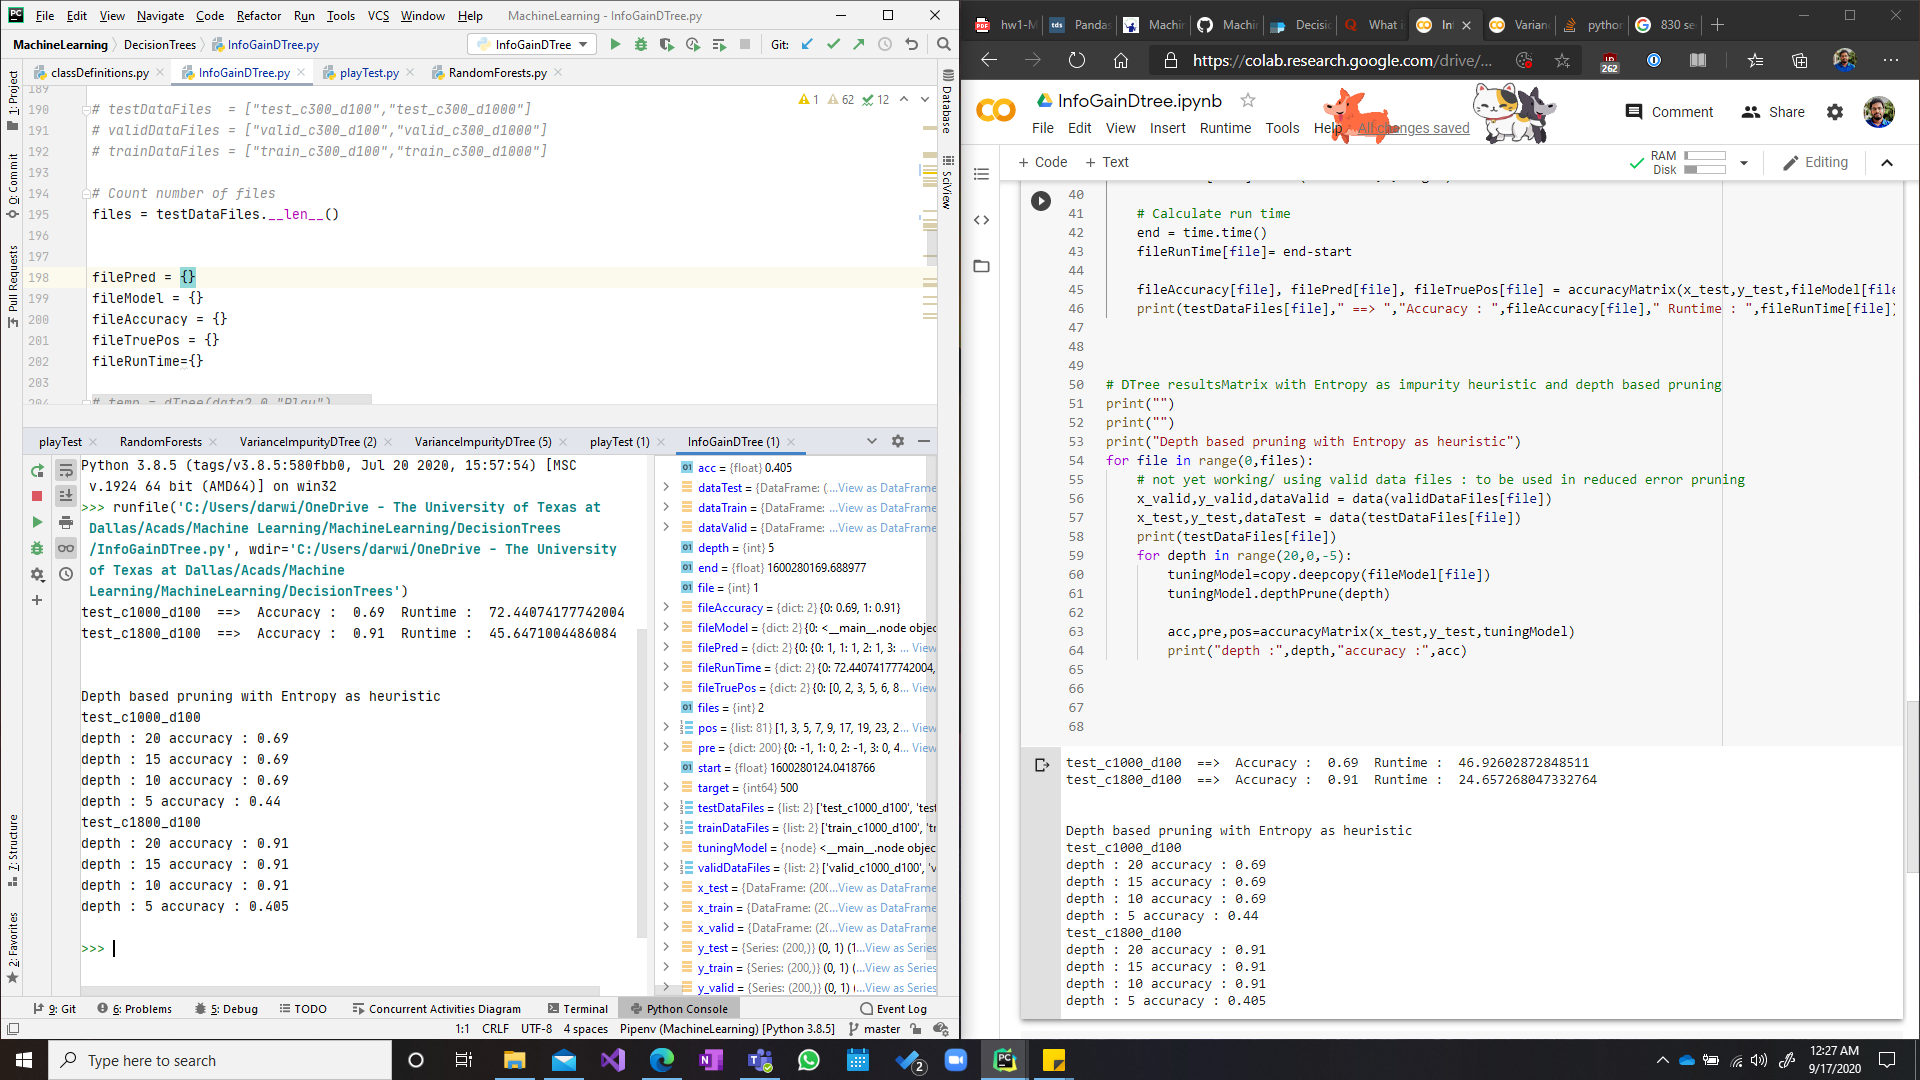 File Edit View Navigate Code Refactor Run Tools VCS Window Help MachineLearning - InfoGainDTree.py
MachineLearning DecisionTrees InfoGainDTree.py InfoGainDTree Git:
classDefinitions.py InfoGainDTree.py playTest.py RandomForests.py
1: Project
0: Commit
Pull Requests
7: Structure
2: Favorites
Database
SciView
1 62 12
189
190 # testDataFiles  = ["test_c300_d100","test_c300_d1000"]
191 # validDataFiles = ["valid_c300_d100","valid_c300_d1000"]
192 # trainDataFiles = ["train_c300_d100","train_c300_d1000"]
193
194 # Count number of files
195 files = testDataFiles.__len__()
196
197
198 filePred = {}
199 fileModel = {}
200 fileAccuracy = {}
201 fileTruePos = {}
202 fileRunTime={}
203
204 # temp = dTree(data2,0,"Play")
playTest RandomForests VarianceImpurityDTree (2) VarianceImpurityDTree (5) playTest (1) InfoGainDTree (1)
Python 3.8.5 (tags/v3.8.5:580fbb0, Jul 20 2020, 15:57:54) [MSC
v.1924 64 bit (AMD64)] on win32
>>> runfile('C:/Users/darwi/OneDrive - The University of Texas at
Dallas/Acads/Machine Learning/MachineLearning/DecisionTrees
/InfoGainDTree.py', wdir='C:/Users/darwi/OneDrive - The University
of Texas at Dallas/Acads/Machine
Learning/MachineLearning/DecisionTrees')
test_c1000_d100  ==>  Accuracy :  0.69  Runtime :  72.44074177742004
test_c1800_d100  ==>  Accuracy :  0.91  Runtime :  45.6471004486084
Depth based pruning with Entropy as heuristic
test_c1000_d100
depth : 20 accuracy : 0.69
depth : 15 accuracy : 0.69
depth : 10 accuracy : 0.69
depth : 5 accuracy : 0.44
test_c1800_d100
depth : 20 accuracy : 0.91
depth : 15 accuracy : 0.91
depth : 10 accuracy : 0.91
depth : 5 accuracy : 0.405
>>>
acc = {float} 0.405
dataTest = {DataFrame: (...View as DataFrame
dataTrain = {DataFrame: ...View as DataFrame
dataValid = {DataFrame: ...View as DataFrame
depth = {int} 5
end = {float} 1600280169.688977
file = {int} 1
fileAccuracy = {dict: 2} {0: 0.69, 1: 0.91}
fileModel = {dict: 2} {0: <__main__.node objec
filePred = {dict: 2} {0: {0: 1, 1: 1, 2: 1, 3: ... View
fileRunTime = {dict: 2} {0: 72.44074177742004,
fileTruePos = {dict: 2} {0: [0, 2, 3, 5, 6, 8... View
files = {int} 2
pos = {list: 81} [1, 3, 5, 7, 9, 17, 19, 23, 2... View
pre = {dict: 200} {0: -1, 1: 0, 2: -1, 3: 0, 4... View
start = {float} 1600280124.0418766
target = {int64} 500
testDataFiles = {list: 2} ['test_c1000_d100', 'test
trainDataFiles = {list: 2} ['train_c1000_d100', 'tr
tuningModel = {node} <__main__.node objec
validDataFiles = {list: 2} ['valid_c1000_d100', 'v
x_test = {DataFrame: (20(...View as DataFrame
x_train = {DataFrame: (2(...View as DataFrame
x_valid = {DataFrame: (2(...View as DataFrame
y_test = {Series: (200,)} (0, 1) (1...View as Series
y_train = {Series: (200,)} (0, 1) (...View as Series
y_valid = {Series: (200,)} (0, 1) (...View as Series
9: Git 6: Problems 5: Debug TODO Concurrent Activities Diagram Terminal Python Console Event Log
1:1 CRLF UTF-8 4 spaces Pipenv (MachineLearning) [Python 3.8.5] master
hw1-M Pandas Machin Machin Decisio What i In Varian python 830 se
https://colab.research.google.com/drive/... 262
InfoGainDtree.ipynb
File Edit View Insert Runtime Tools Help All changes saved
Comment Share
+ Code + Text RAM Disk Editing
40
41 # Calculate run time
42 end = time.time()
43 fileRunTime[file]= end-start
44
45 fileAccuracy[file], filePred[file], fileTruePos[file] = accuracyMatrix(x_test,y_test,fileModel[file
46 print(testDataFiles[file]," ==> ","Accuracy : ",fileAccuracy[file]," Runtime : ",fileRunTime[file])
47
48
49
50 # DTree resultsMatrix with Entropy as impurity heuristic and depth based pruning
51 print("")
52 print("")
53 print("Depth based pruning with Entropy as heuristic")
54 for file in range(0,files):
55 # not yet working/ using valid data files : to be used in reduced error pruning
56 x_valid,y_valid,dataValid = data(validDataFiles[file])
57 x_test,y_test,dataTest = data(testDataFiles[file])
58 print(testDataFiles[file])
59 for depth in range(20,0,-5):
60 tuningModel=copy.deepcopy(fileModel[file])
61 tuningModel.depthPrune(depth)
62
63 acc,pre,pos=accuracyMatrix(x_test,y_test,tuningModel)
64 print("depth :",depth,"accuracy :",acc)
65
66
67
68
test_c1000_d100  ==>  Accuracy :  0.69  Runtime :  46.92602872848511
test_c1800_d100  ==>  Accuracy :  0.91  Runtime :  24.657268047332764
Depth based pruning with Entropy as heuristic
test_c1000_d100
depth : 20 accuracy : 0.69
depth : 15 accuracy : 0.69
depth : 10 accuracy : 0.69
depth : 5 accuracy : 0.44
test_c1800_d100
depth : 20 accuracy : 0.91
depth : 15 accuracy : 0.91
depth : 10 accuracy : 0.91
depth : 5 accuracy : 0.405
Type here to search
2
12:27 AM
9/17/2020